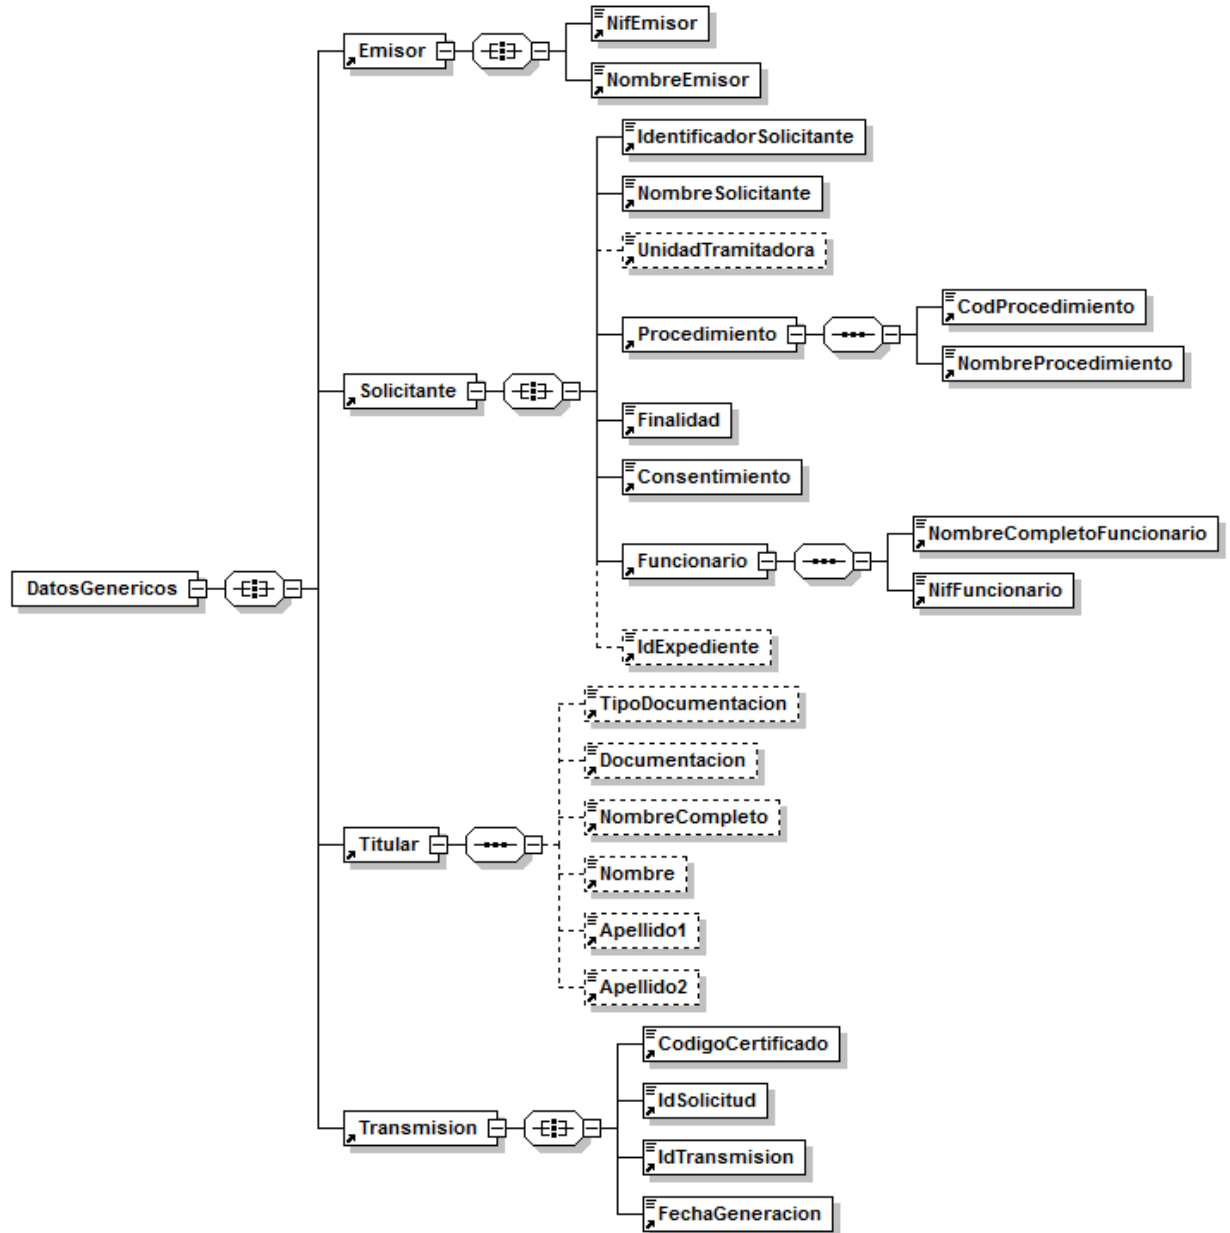 NifEmisor
Emisor
NombreEmisor
IdentificadorSolicitante
NombreSolicitante
UnidadTramitadora
CodProcedimiento
Procedimiento
NombreProcedimiento
Solicitante
Finalidad
Consentimiento
NombreCompletoFuncionario
Funcionario
DatosGenericos
NifFuncionario
IdExpediente
TipoDocumentacion
Documentacion
NombreCompleto
Titular
Nombre
Apellido1
Apellido2
CodigoCertificado
IdSolicitud
Transmision
IdTransmision
FechaGeneracion